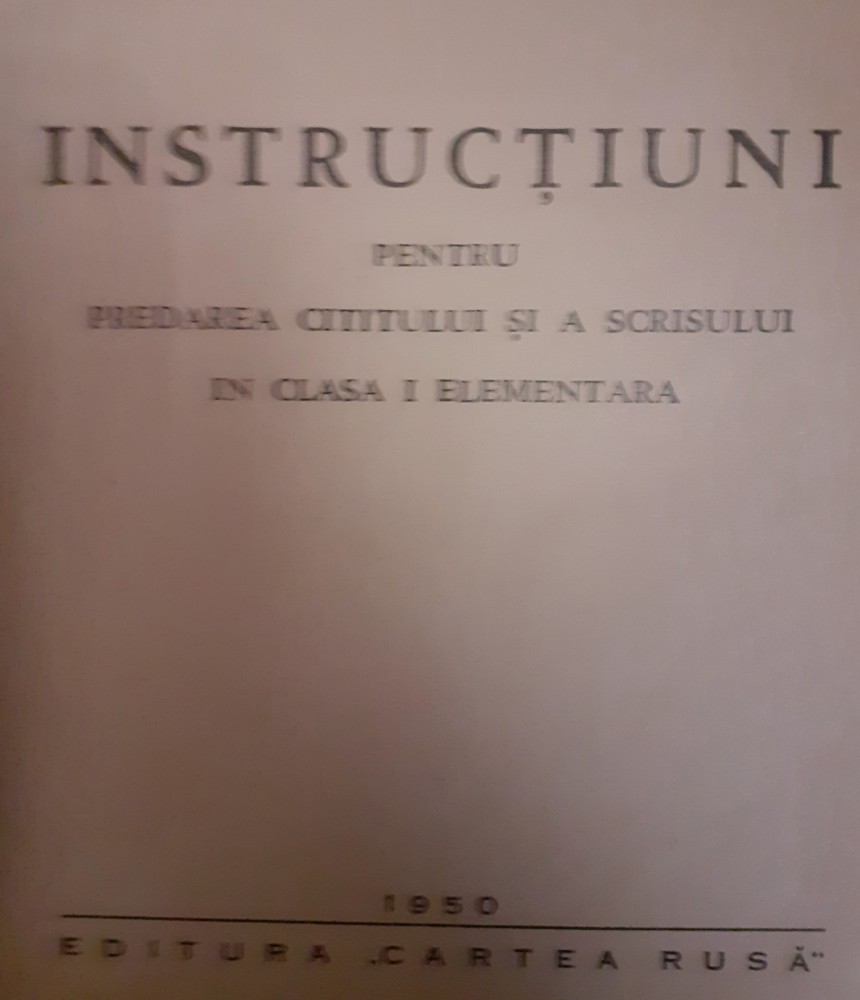 INSTRUCȚIUNI
PENTRU
PREDAREA CITITULUI ȘI A SCRISULUI
IN CLASA I ELEMENTARA
1950
EDITURA „CARTEA RUSĂ“